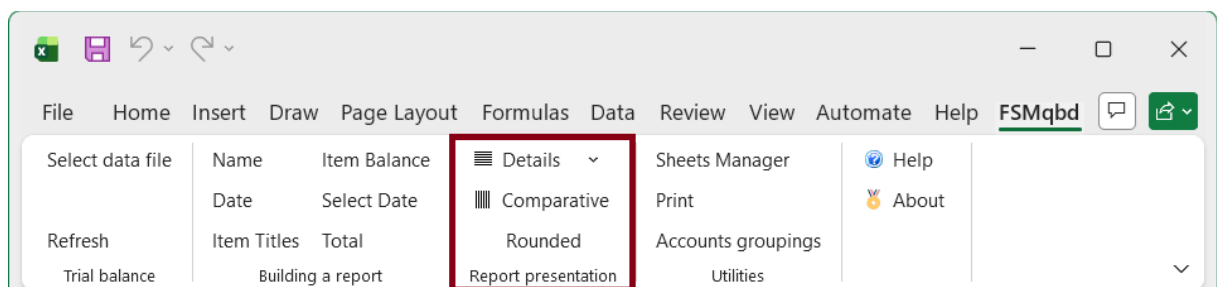 File Home Insert Draw Page Layout Formulas Data Review View Automate Help FSMqbd
Select data file Name Item Balance Details Sheets Manager Help
Date Select Date Comparative Print About
Refresh Item Titles Total Rounded Accounts groupings
Trial balance Building a report Report presentation Utilities